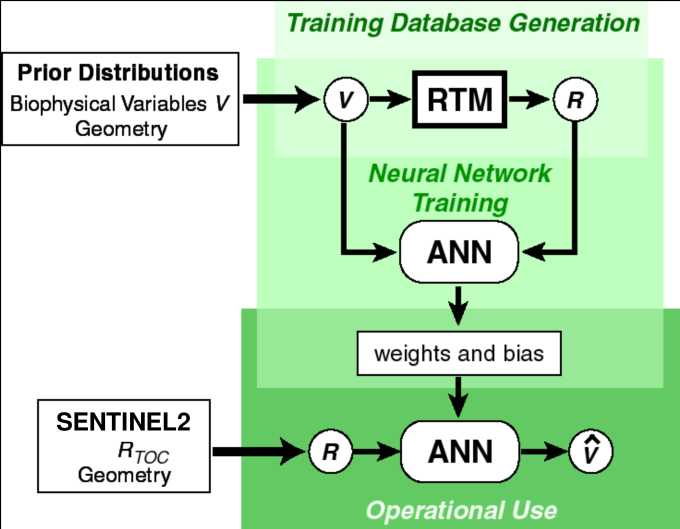 Training Database Generation
Prior Distributions
Biophysical Variables V
Geometry
V
RTM
R
Neural Network
Training
ANN
weights and bias
SENTINEL2
R_TOC
Geometry
R
ANN
V̂
Operational Use